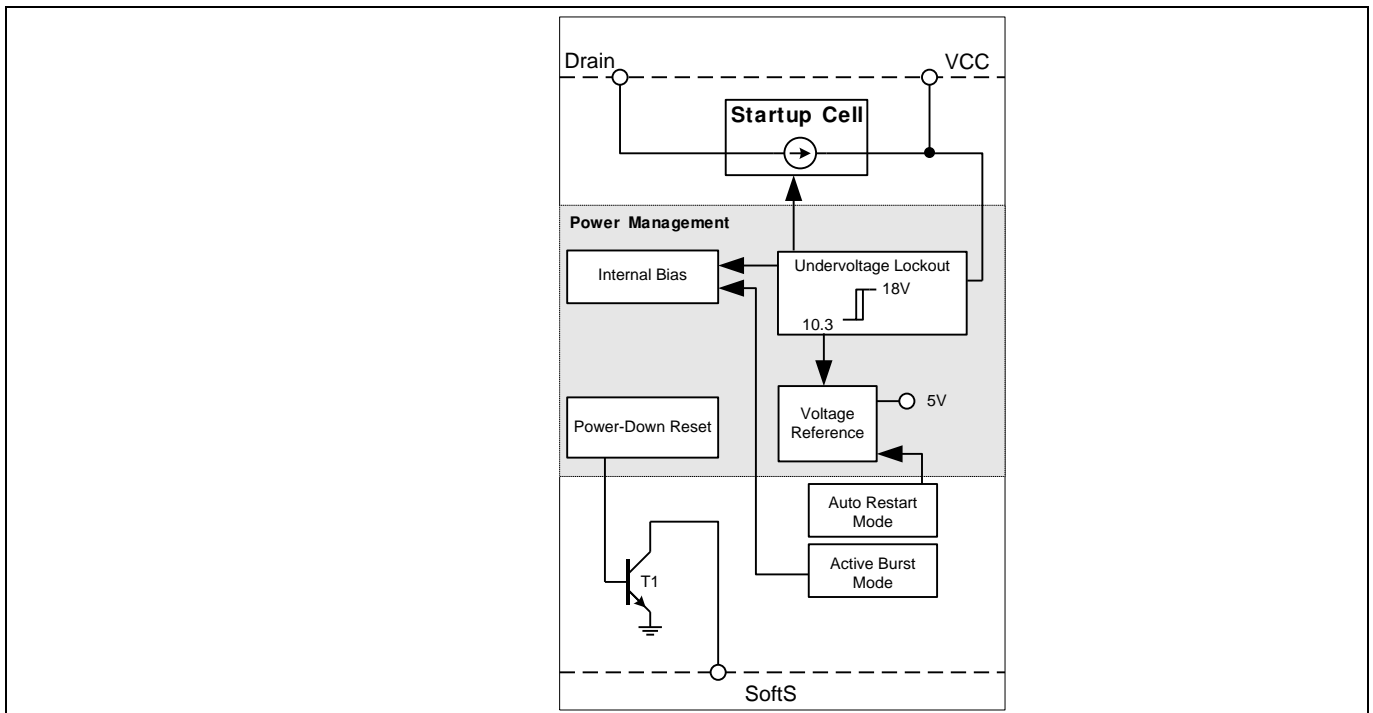 Drain
VCC
Startup Cell
Power Management
Internal Bias
Undervoltage Lockout
18V
10.3
Power-Down Reset
Voltage
Reference
5V
Auto Restart
Mode
Active Burst
Mode
T1
SoftS